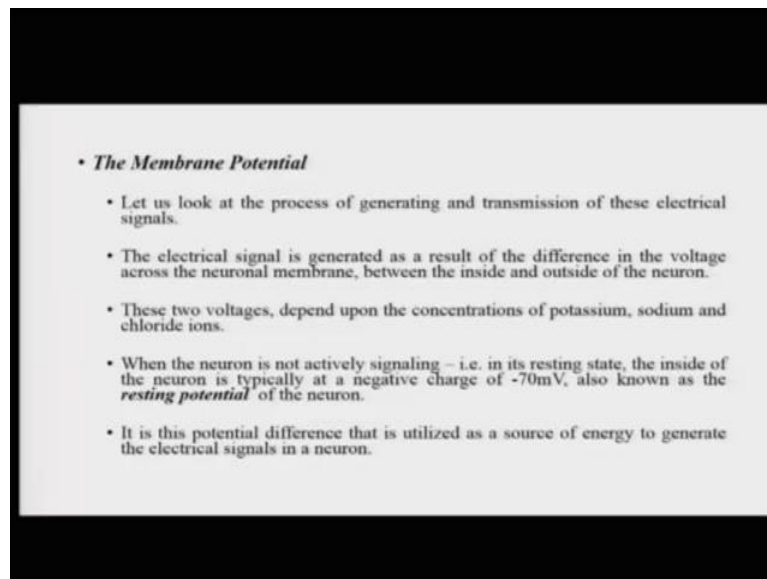 • The Membrane Potential
• Let us look at the process of generating and transmission of these electrical
signals.
• The electrical signal is generated as a result of the difference in the voltage
across the neuronal membrane, between the inside and outside of the neuron.
• These two voltages, depend upon the concentrations of potassium, sodium and
chloride ions.
• When the neuron is not actively signaling – i.e. in its resting state, the inside of
the neuron is typically at a negative charge of -70mV, also known as the
resting potential of the neuron.
• It is this potential difference that is utilized as a source of energy to generate
the electrical signals in a neuron.